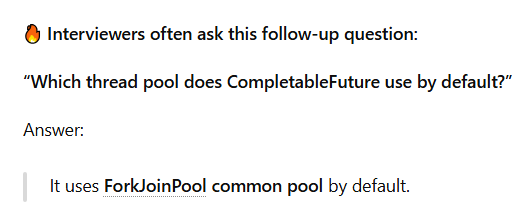 🔥 Interviewers often ask this follow-up question:
“Which thread pool does CompletableFuture use by default?”
Answer:
It uses ForkJoinPool common pool by default.